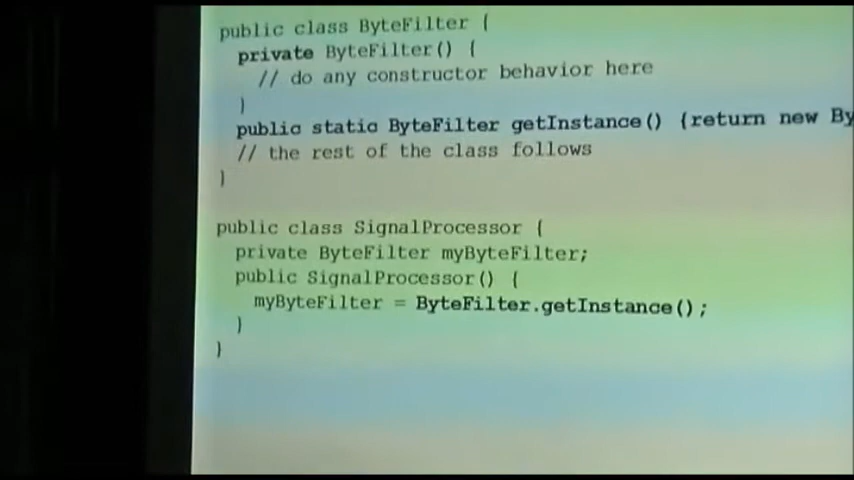 public class ByteFilter {
private ByteFilter() {
// do any constructor behavior here
}
public static ByteFilter getInstance() {return new By
// the rest of the class follows
}
public class SignalProcessor {
private ByteFilter myByteFilter;
public SignalProcessor() {
myByteFilter = ByteFilter.getInstance();
}
}